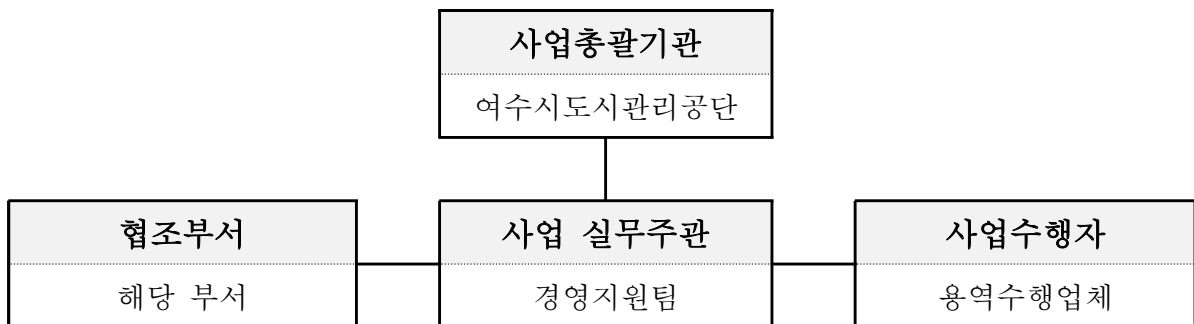 사업총괄기관
여수시도시관리공단
협조부서
해당 부서
사업 실무주관
경영지원팀
사업수행자
용역수행업체